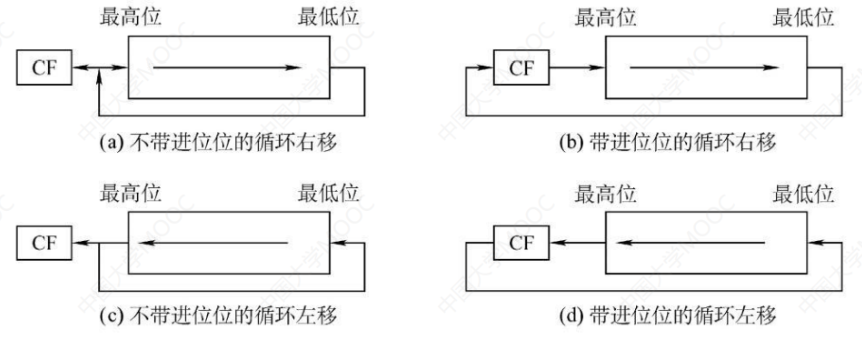 最高位 最低位 最高位 最低位
CF CF
(a) 不带进位位的循环右移 (b) 带进位位的循环右移
最高位 最低位 最高位 最低位
CF CF
(c) 不带进位位的循环左移 (d) 带进位位的循环左移
中国大学MOOC